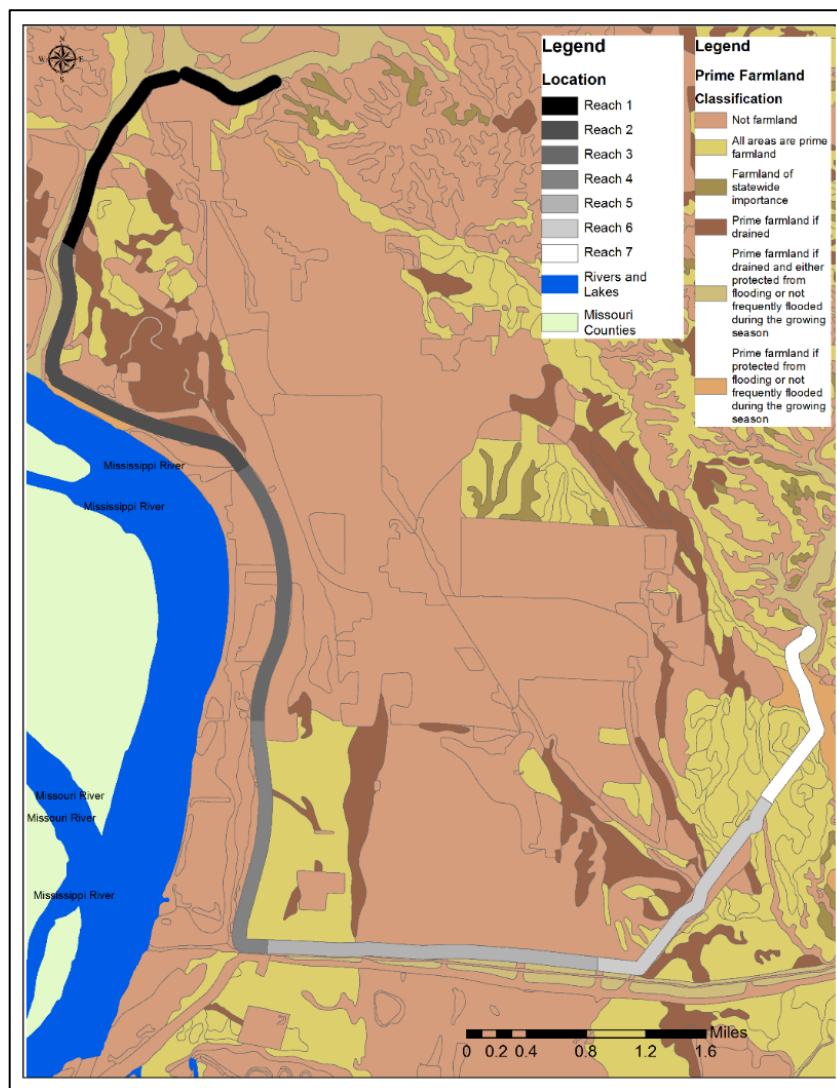 N
W E
S
Legend
Location
Reach 1
Reach 2
Reach 3
Reach 4
Reach 5
Reach 6
Reach 7
Rivers and
Lakes
Missouri
Counties
Legend
Prime Farmland
Classification
Not farmland
All areas are prime
farmland
Farmland of
statewide
importance
Prime farmland if
drained
Prime farmland if
drained and either
protected from
flooding or not
frequently flooded
during the growing
season
Prime farmland if
protected from
flooding or not
frequently flooded
during the growing
season
Mississippi River
Mississippi River
Missouri River
Missouri River
Mississippi River
Miles
0 0.2 0.4 0.8 1.2 1.6